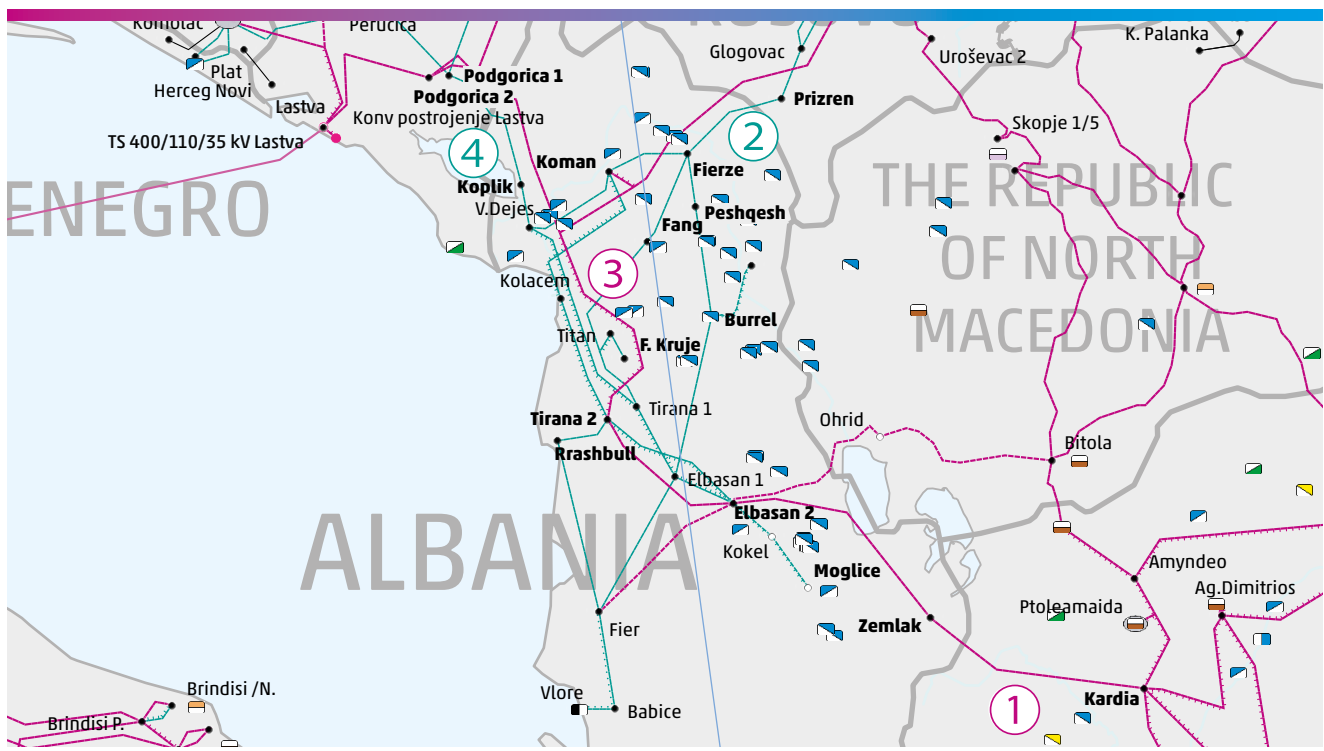 Komolac
Perucica
KOSOVO
Glogovac
Uroševac 2
K. Palanka
Plat
Herceg Novi
Podgorica 1
Podgorica 2
Konv postrojenje Lastva
Lastva
TS 400/110/35 kV Lastva
Prizren
Skopje 1/5
2
4
Koman
Fierze
Koplik
V.Dejes
Peshqesh
Fang
ENEGRO
THE REPUBLIC
OF NORTH
MACEDONIA
3
Kolacem
Burrel
Titan
F. Kruje
Tirana 1
Tirana 2
Rrashbull
Ohrid
Bitola
Elbasan 1
Elbasan 2
ALBANIA
Kokel
Moglice
Amyndeo
Ag.Dimitrios
Ptoleamaida
Zemlak
Fier
Kardia
1
Vlore
Babice
Brindisi /N.
Brindisi P.